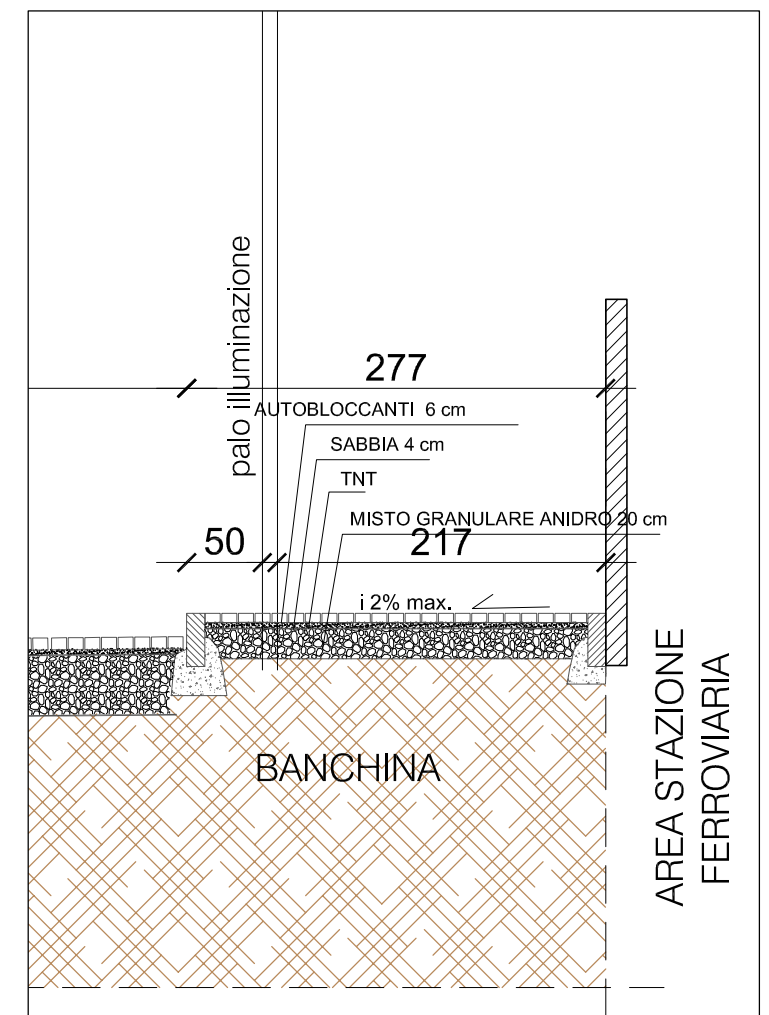 palo illuminazione
277
AUTOBLOCCANTI 6 cm
SABBIA 4 cm
TNT
MISTO GRANULARE ANIDRO 20 cm
50
217
i 2% max.
BANCHINA
AREA STAZIONE
FERROVIARIA